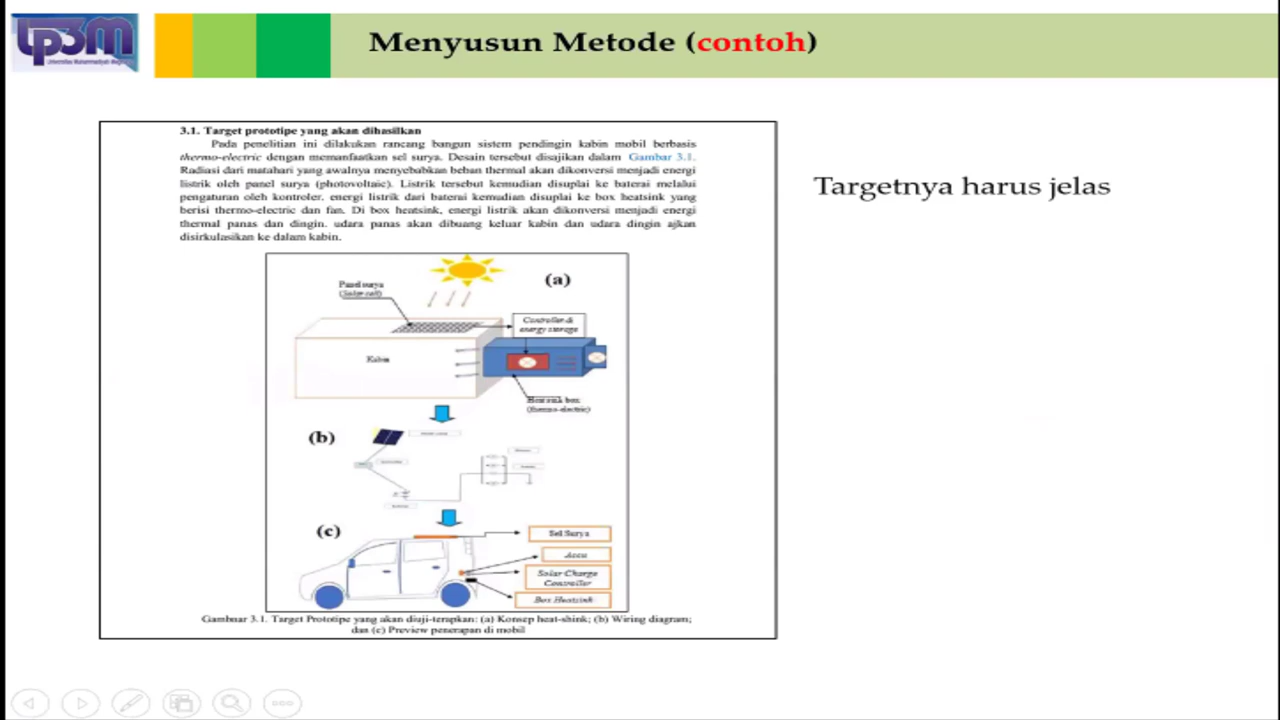 LP3M
Menyusun Metode (contoh)
3.1. Target prototipe yang akan dihasilkan
Pada penelitian ini dilakukan rancang bangun sistem pendingin kabin mobil berbasis
thermo-electric dengan memanfaatkan sel surya. Desain tersebut disajikan dalam Gambar 3.1.
Radiasi dari matahari yang awalnya menyebabkan beban thermal akan dikonversi menjadi energi
listrik oleh panel surya (photovoltaic). Listrik tersebut kemudian disuplai ke baterai melalui
pengaturan oleh kontroler, energi listrik dari baterai kemudian disuplai ke box heatsink yang
berisi thermo-electric dan fan. Di box heatsink, energi listrik akan dikonversi menjadi energi
thermal panas dan dingin. udara panas akan dibuang keluar kabin dan udara dingin ajkan
disirkulasikan ke dalam kabin.
Targetnya harus jelas
(a)
Panel surya
(Solar cell)
Controller &
energy storage
Kabin
Heat sink box
(thermo-electric)
(b)
(c)
Sel Surya
Accu
Solar Charge
Controller
Box Heatsink
Gambnar 3.1. Target Prototipe yang akan diuji-terapkan: (a) Konsep heat-shink; (b) Wiring diagram;
dan (c) Preview penerapan di mobil